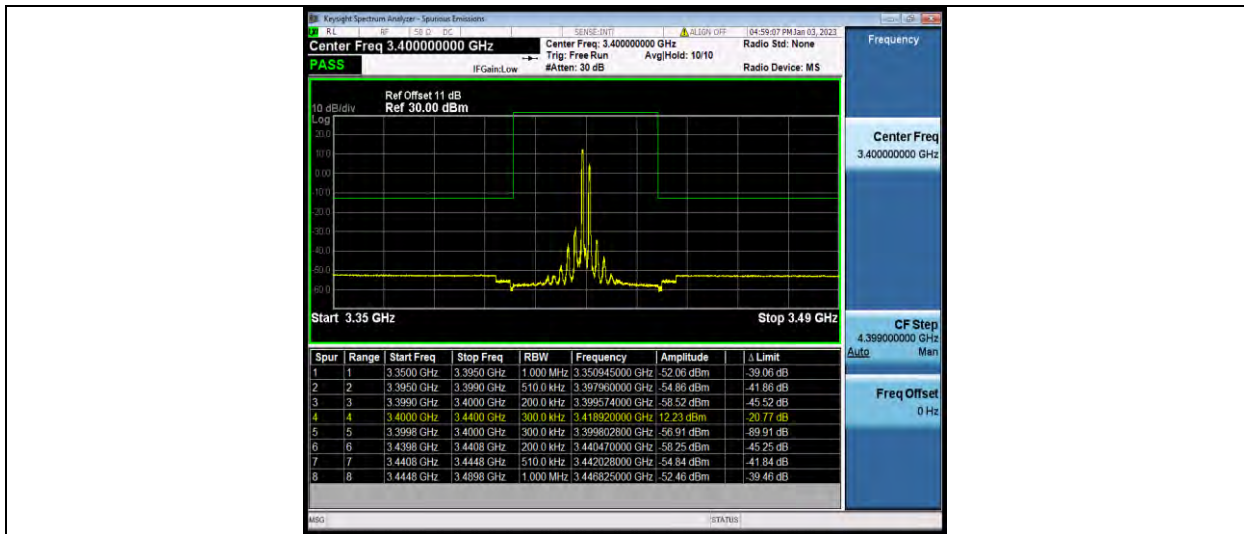 Keysight Spectrum Analyzer - Spurious Emissions
RL RF 50 Ω DC SENSE:INT ALIGN OFF 04:59:07 PM Jan 03, 2023
Center Freq 3.400000000 GHz Center Freq: 3.400000000 GHz Radio Std: None Frequency
PASS Trig: Free Run Avg|Hold: 10/10
IFGain:Low #Atten: 30 dB Radio Device: MS
Ref Offset 11 dB
10 dB/div Ref 30.00 dBm
Log
20.0
10.0
0.00
-10.0
-20.0
-30.0
-40.0
-50.0
-60.0
Start 3.35 GHz Stop 3.49 GHz
Center Freq
3.400000000 GHz
CF Step
4.399000000 GHz
Auto Man
Freq Offset
0 Hz
Spur Range Start Freq Stop Freq RBW Frequency Amplitude Δ Limit
1 1 3.3500 GHz 3.3950 GHz 1.000 MHz 3.350945000 GHz -52.06 dBm -39.06 dB
2 2 3.3950 GHz 3.3990 GHz 510.0 kHz 3.397960000 GHz -54.86 dBm -41.86 dB
3 3 3.3990 GHz 3.4000 GHz 200.0 kHz 3.399574000 GHz -58.52 dBm -45.52 dB
4 4 3.4000 GHz 3.4400 GHz 300.0 kHz 3.418920000 GHz 12.23 dBm -20.77 dB
5 5 3.3998 GHz 3.4000 GHz 300.0 kHz 3.399802800 GHz -56.91 dBm -89.91 dB
6 6 3.4398 GHz 3.4408 GHz 200.0 kHz 3.440470000 GHz -58.25 dBm -45.25 dB
7 7 3.4408 GHz 3.4448 GHz 510.0 kHz 3.442028000 GHz -54.84 dBm -41.84 dB
8 8 3.4448 GHz 3.4898 GHz 1.000 MHz 3.446825000 GHz -52.46 dBm -39.46 dB
MSG STATUS